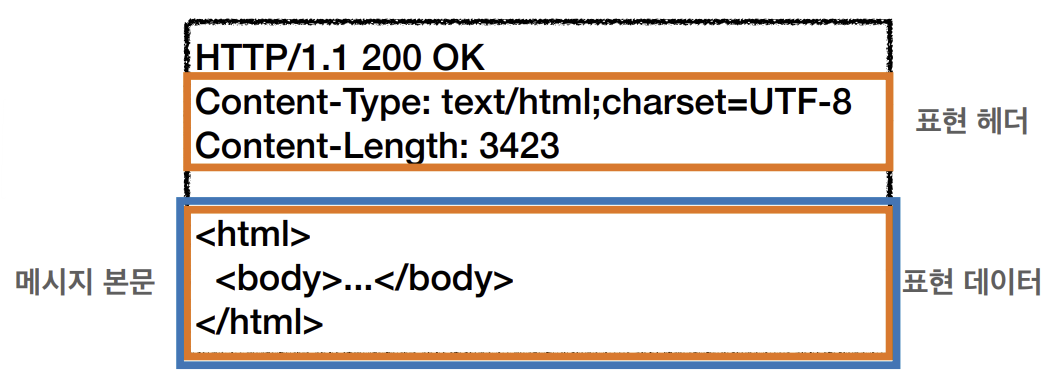 HTTP/1.1 200 OK
Content-Type: text/html;charset=UTF-8
Content-Length: 3423
표현 헤더
<html>
<body>...</body>
</html>
메시지 본문
표현 데이터